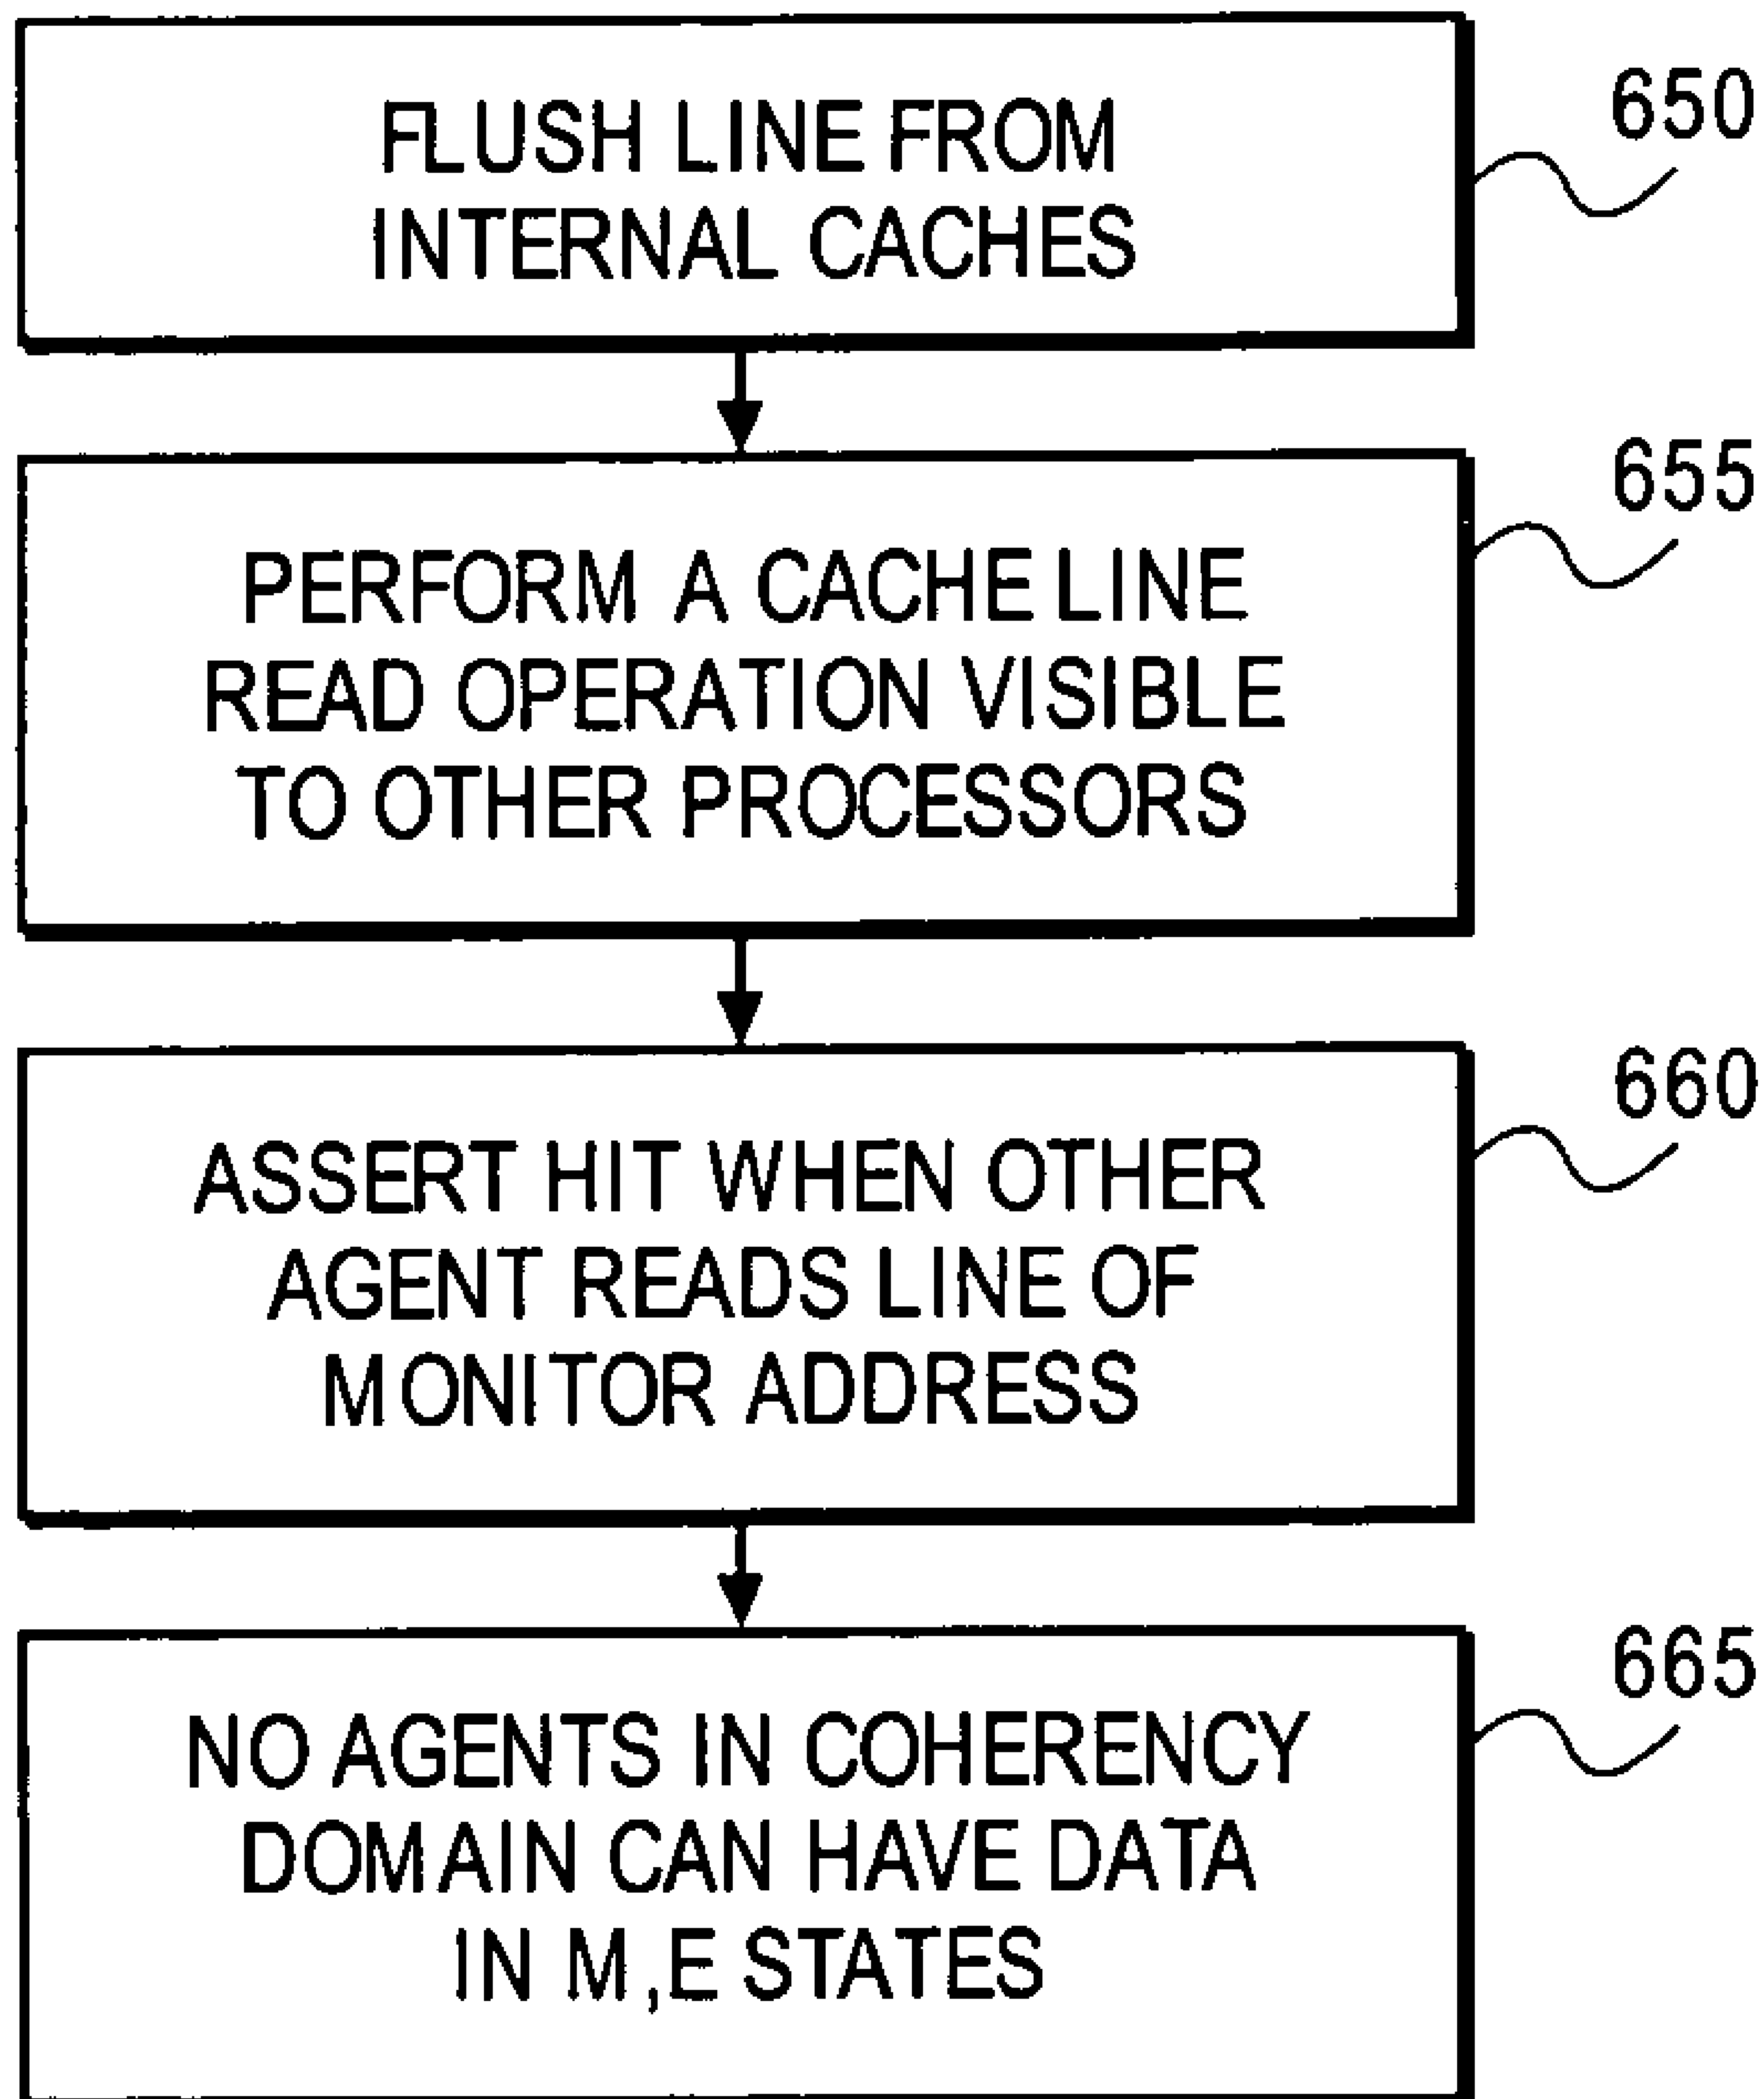 FLUSH LINE FROM
INTERNAL CACHES
650
PERFORM A CACHE LINE
READ OPERATION VISIBLE
TO OTHER PROCESSORS
655
ASSERT HIT WHEN OTHER
AGENT READS LINE OF
MONITOR ADDRESS
660
NO AGENTS IN COHERENCY
DOMAIN CAN HAVE DATA
IN M,E STATES
665